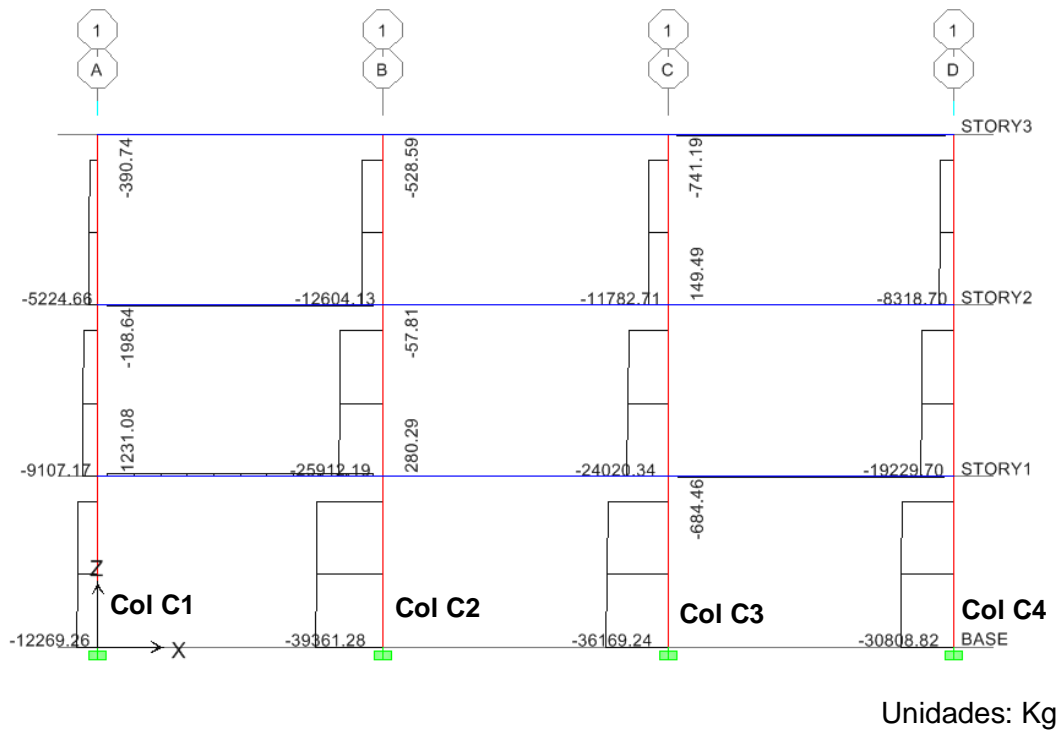 1
1
1
1
A
B
C
D
STORY3
-390.74
-528.59
-741.19
-5224.66
-12604.13
-11782.71
149.49
-8318.70
STORY2
-198.64
-57.81
-9107.17
1231.08
-25912.19
280.29
-24020.34
-19229.70
STORY1
-684.46
Z
Col C1
Col C2
Col C3
Col C4
-12269.26
X
-36169.24
-30808.82
BASE
Unidades: Kg